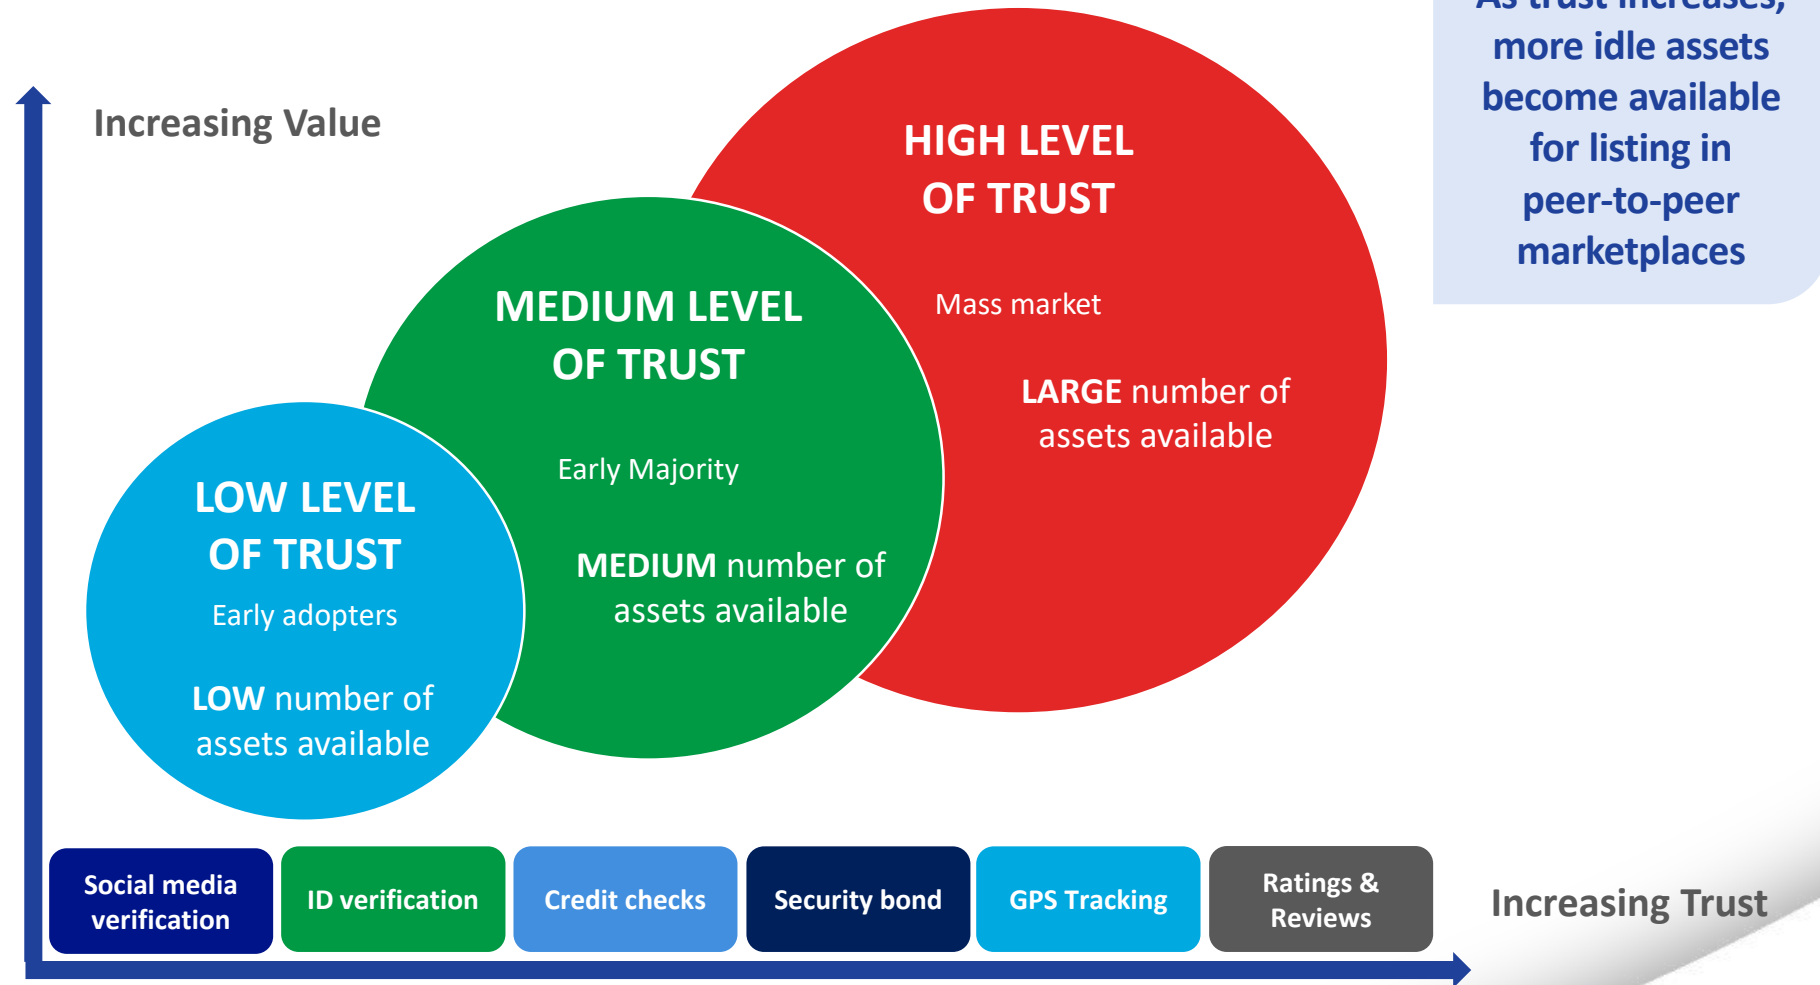 As trust increases,
more idle assets
become available
for listing in
peer-to-peer
marketplaces
Increasing Value
HIGH LEVEL
OF TRUST
Mass market
LARGE number of
assets available
MEDIUM LEVEL
OF TRUST
Early Majority
MEDIUM number of
assets available
LOW LEVEL
OF TRUST
Early adopters
LOW number of
assets available
Social media
verification
ID verification
Credit checks
Security bond
GPS Tracking
Ratings &
Reviews
Increasing Trust